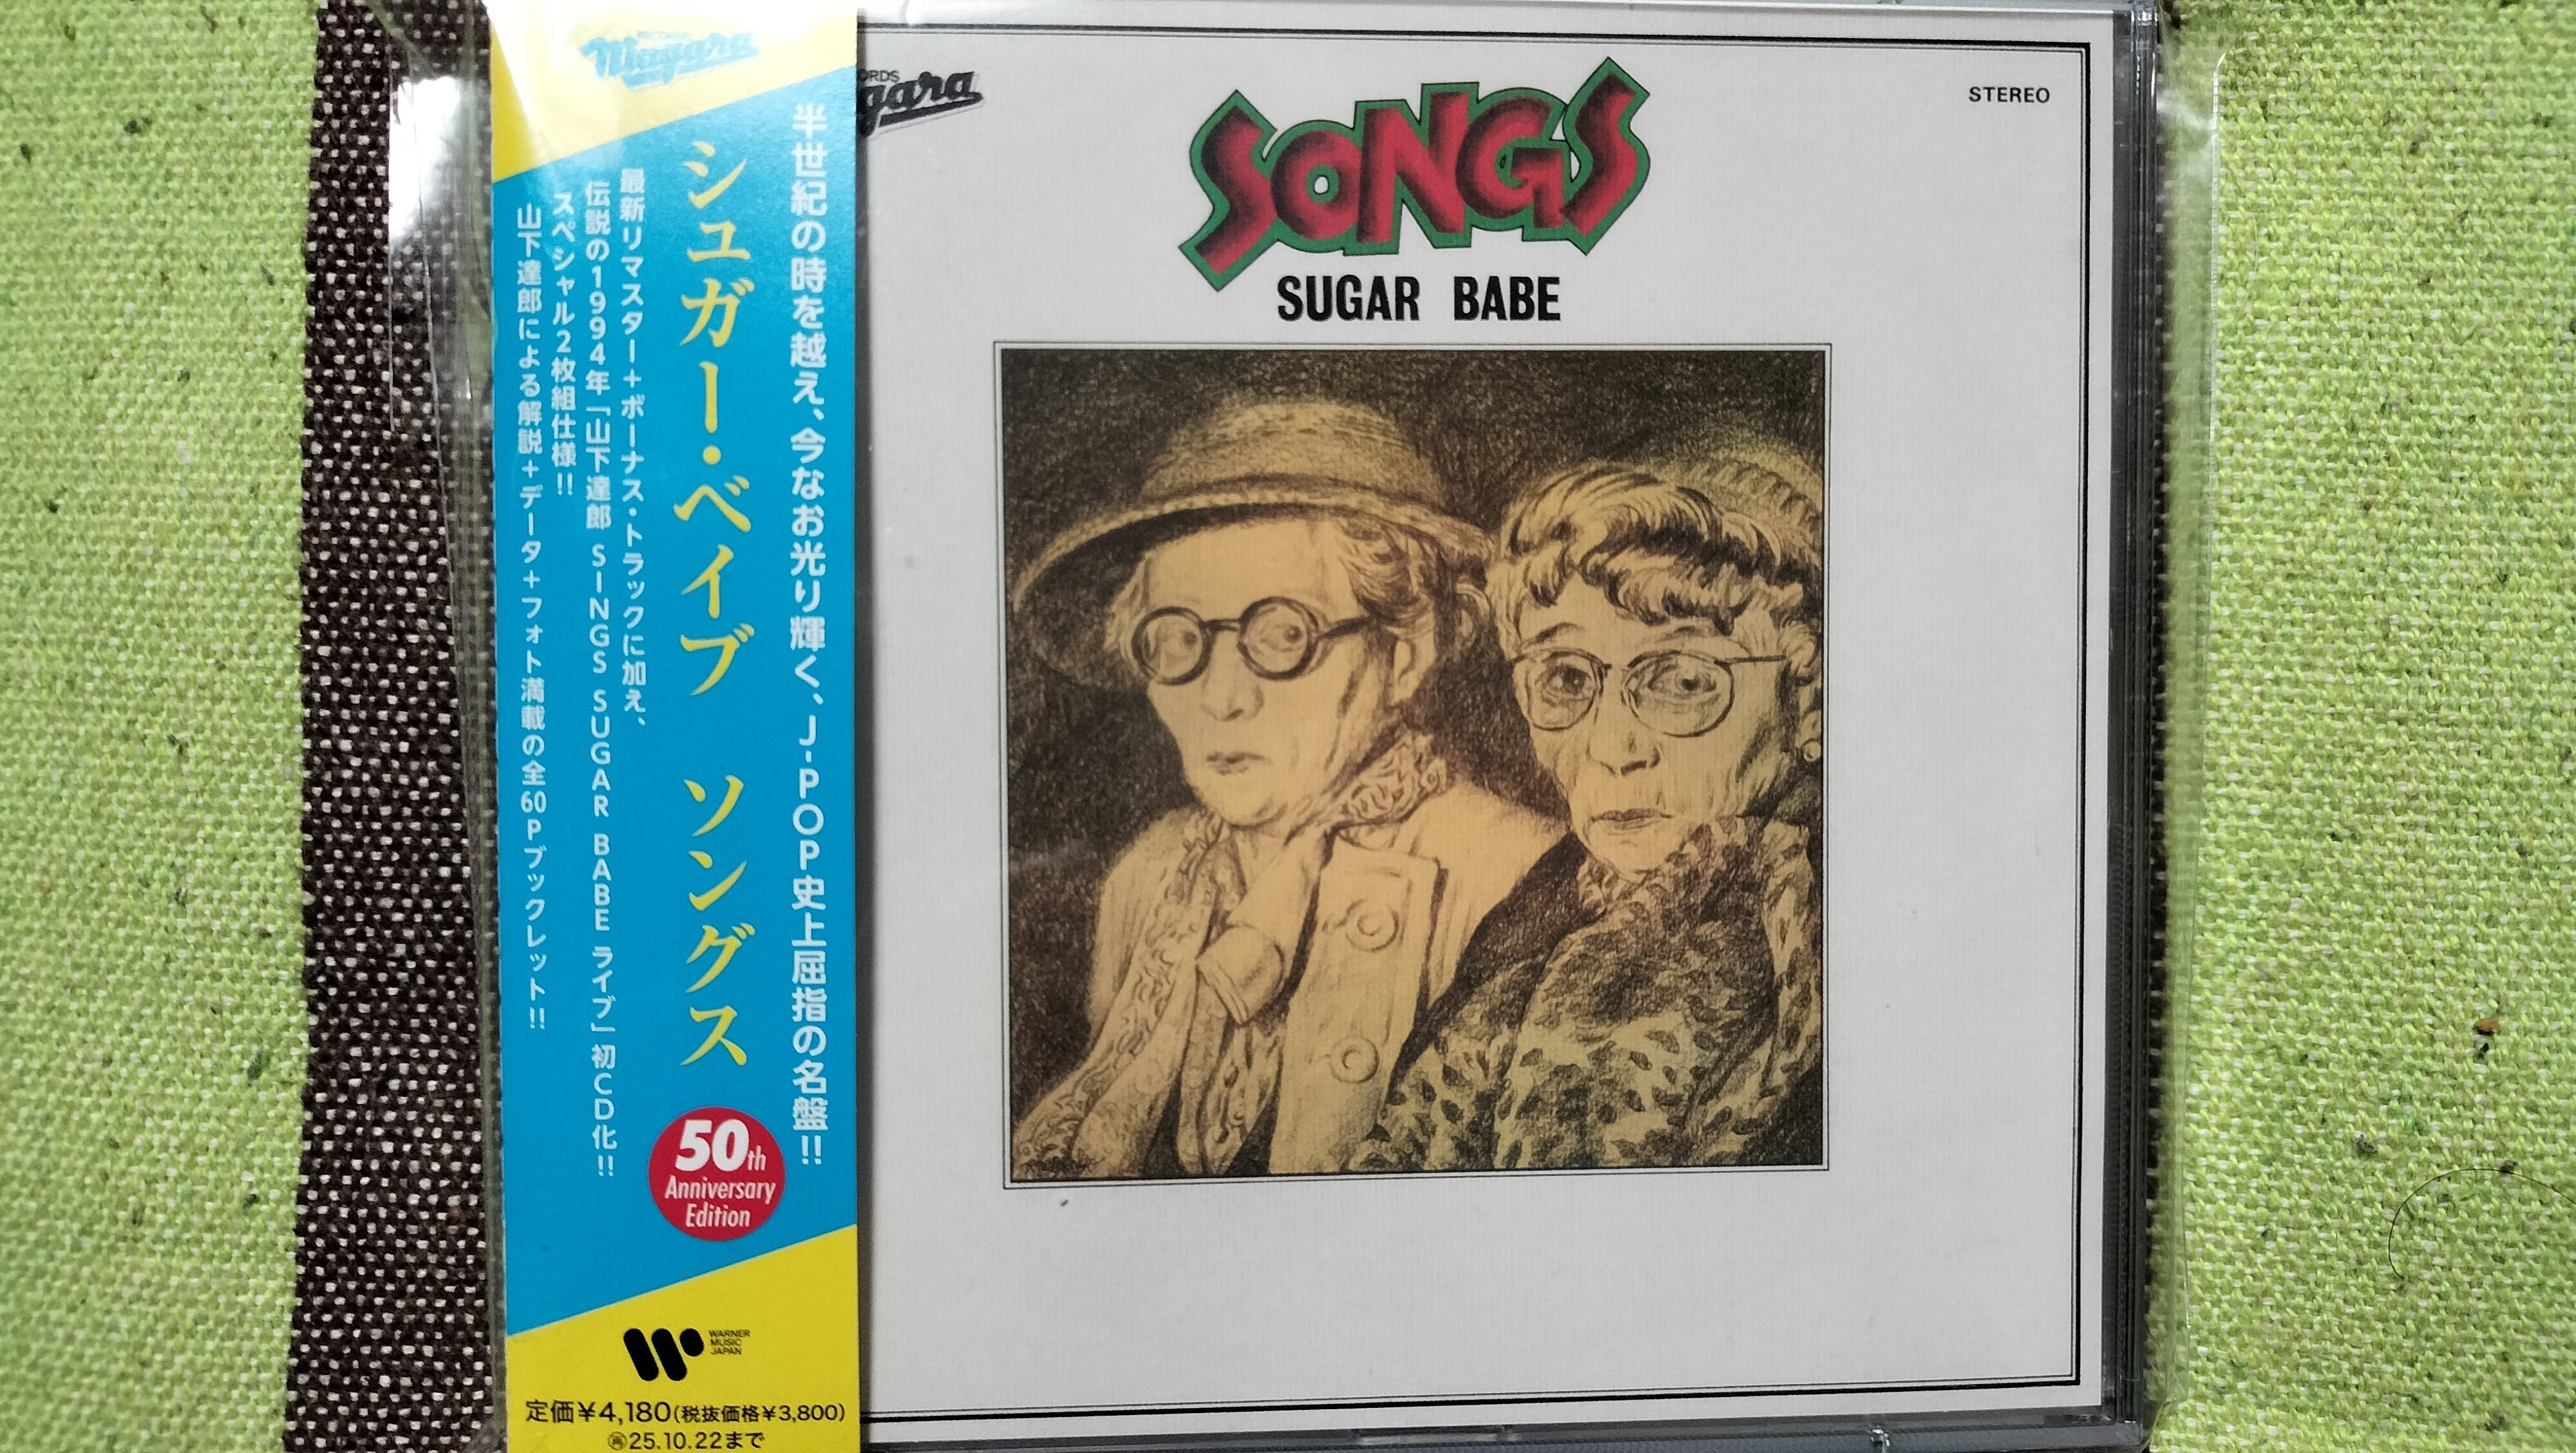 Niagara
半世紀の時を越え、今なお光り輝く、J-POP史上屈指の名盤!!
シュガー・ベイブ ソングス
最新リマスター+ボーナス・トラックに加え、
伝説の1994年「山下達郎 SINGS SUGAR BABE ライブ」初CD化!!
スペシャル2枚組仕様!!
山下達郎による解説+データ+フォト満載の全60Pブックレット!!
50th
Anniversary
Edition
WARNER
MUSIC
JAPAN
定価¥4,180(税抜価格¥3,800)
㋐25.10.22まで
ORDS
gara
SONGS
SUGAR BABE
STEREO